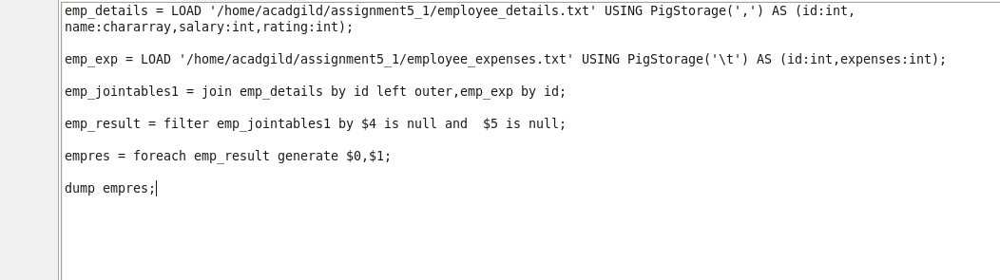 emp_details = LOAD '/home/acadgild/assignment5_1/employee_details.txt' USING PigStorage(',') AS (id:int,
name:chararray,salary:int,rating:int);
emp_exp = LOAD '/home/acadgild/assignment5_1/employee_expenses.txt' USING PigStorage('\t') AS (id:int,expenses:int);
emp_jointables1 = join emp_details by id left outer,emp_exp by id;
emp_result = filter emp_jointables1 by $4 is null and  $5 is null;
empres = foreach emp_result generate $0,$1;
dump empres;